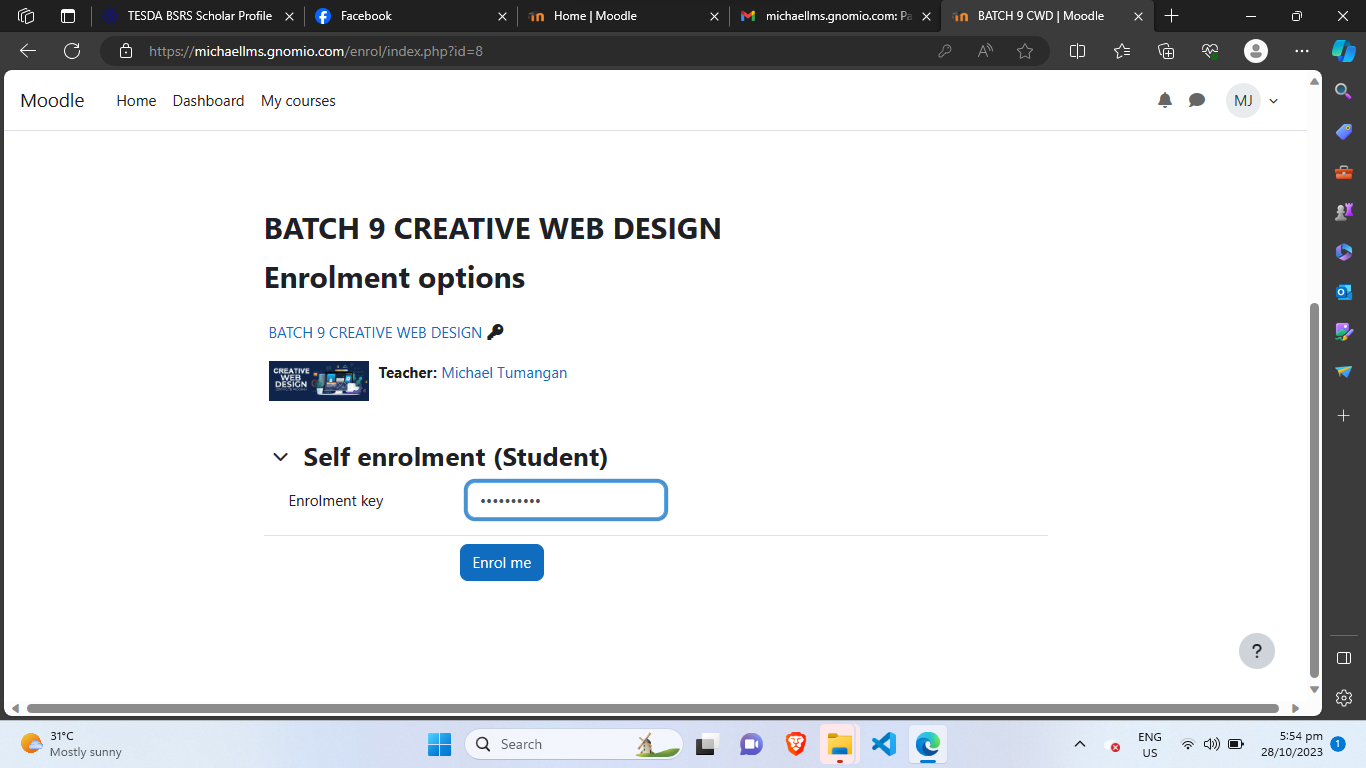 TESDA BSRS Scholar Profile
Facebook
Home | Moodle
michaellms.gnomio.com: Pa
BATCH 9 CWD | Moodle
https://michaellms.gnomio.com/enrol/index.php?id=8
Moodle
Home
Dashboard
My courses
MJ
BATCH 9 CREATIVE WEB DESIGN
Enrolment options
BATCH 9 CREATIVE WEB DESIGN
CREATIVE
WEB
DESIGN
Teacher: Michael Tumangan
Self enrolment (Student)
Enrolment key
••••••••••
Enrol me
?
31°C
Mostly sunny
Search
ENG
US
5:54 pm
28/10/2023
1